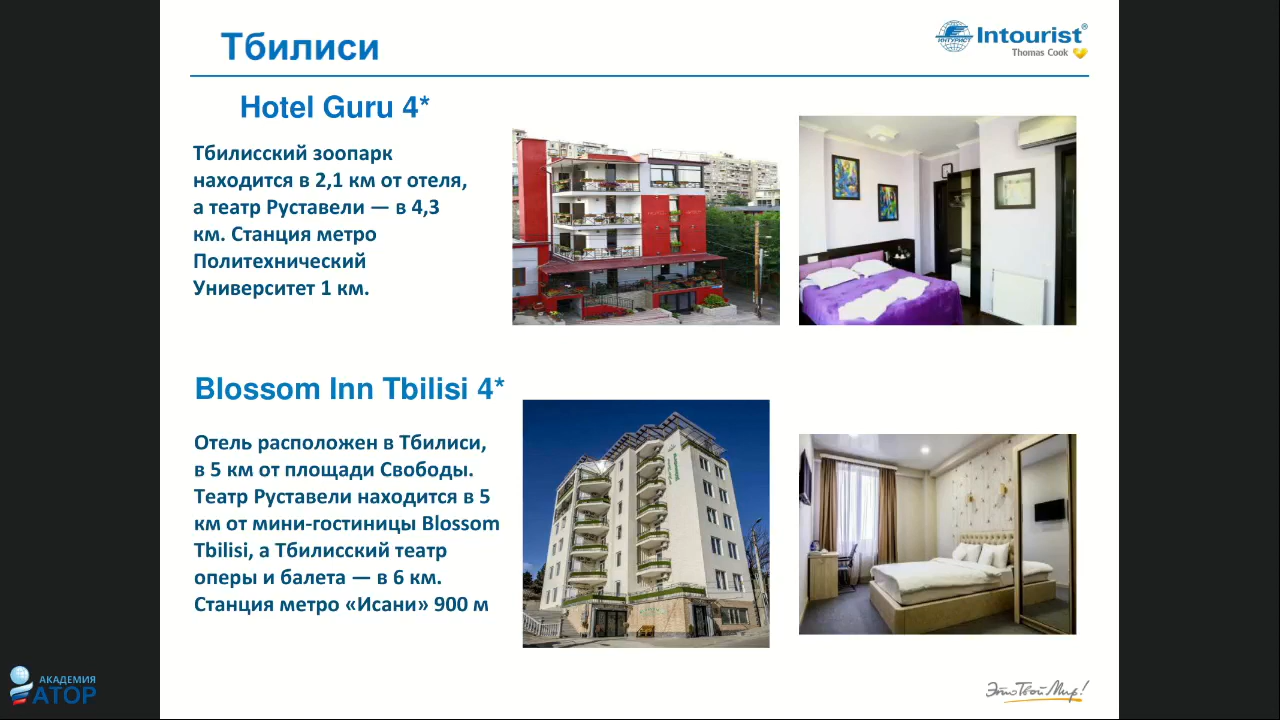 Тбилиси
ИНТУРИСТ
Intourist®
Thomas Cook
Hotel Guru 4*
Тбилисский зоопарк
находится в 2,1 км от отеля,
а театр Руставели — в 4,3
км. Станция метро
Политехнический
Университет 1 км.
Blossom Inn Tbilisi 4*
Отель расположен в Тбилиси,
в 5 км от площади Свободы.
Театр Руставели находится в 5
км от мини-гостиницы Blossom
Tbilisi, а Тбилисский театр
оперы и балета — в 6 км.
Станция метро «Исани» 900 м
АКАДЕМИЯ
АТОР
Это Твой Мир!